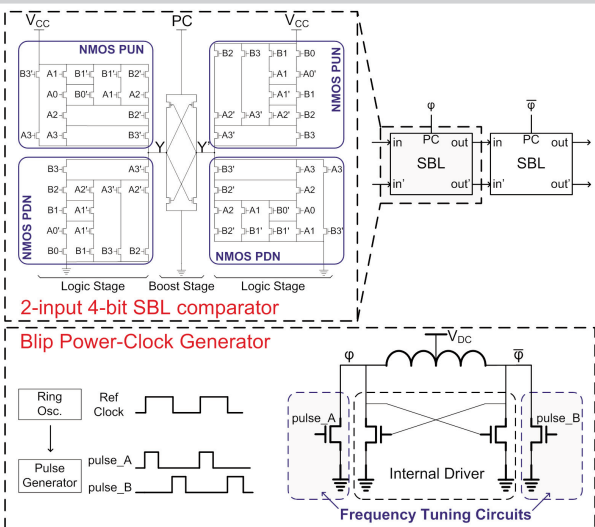 V_CC PC V_CC
NMOS PUN
B3' A1 B1' B1' B2'
A0 B0' A1 A2
A2 B2'
A3 A3 B3'
NMOS PUN
B2 B3 B1 B0
A1 A0'
A1' B1
A2' A3' A2' B2
A3' B3
Y Y'
NMOS PDN
B3 A3'
B2 A2' A3' A2'
B1 A1'
A0' A1'
B0 B1 B3 B2
NMOS PDN
B3' A3 A3
B2' A2
A2 A1 B0' A0
B2' B1' B1' A1 B3'
Logic Stage Boost Stage Logic Stage
2-input 4-bit SBL comparator
φ φ̅
in PC out in PC out
SBL SBL
in' out' in' out'
Blip Power-Clock Generator
Ring
Osc.
Ref
Clock
Pulse
Generator
pulse_A
pulse_B
V_DC
φ φ̅
pulse_A pulse_B
Internal Driver
Frequency Tuning Circuits